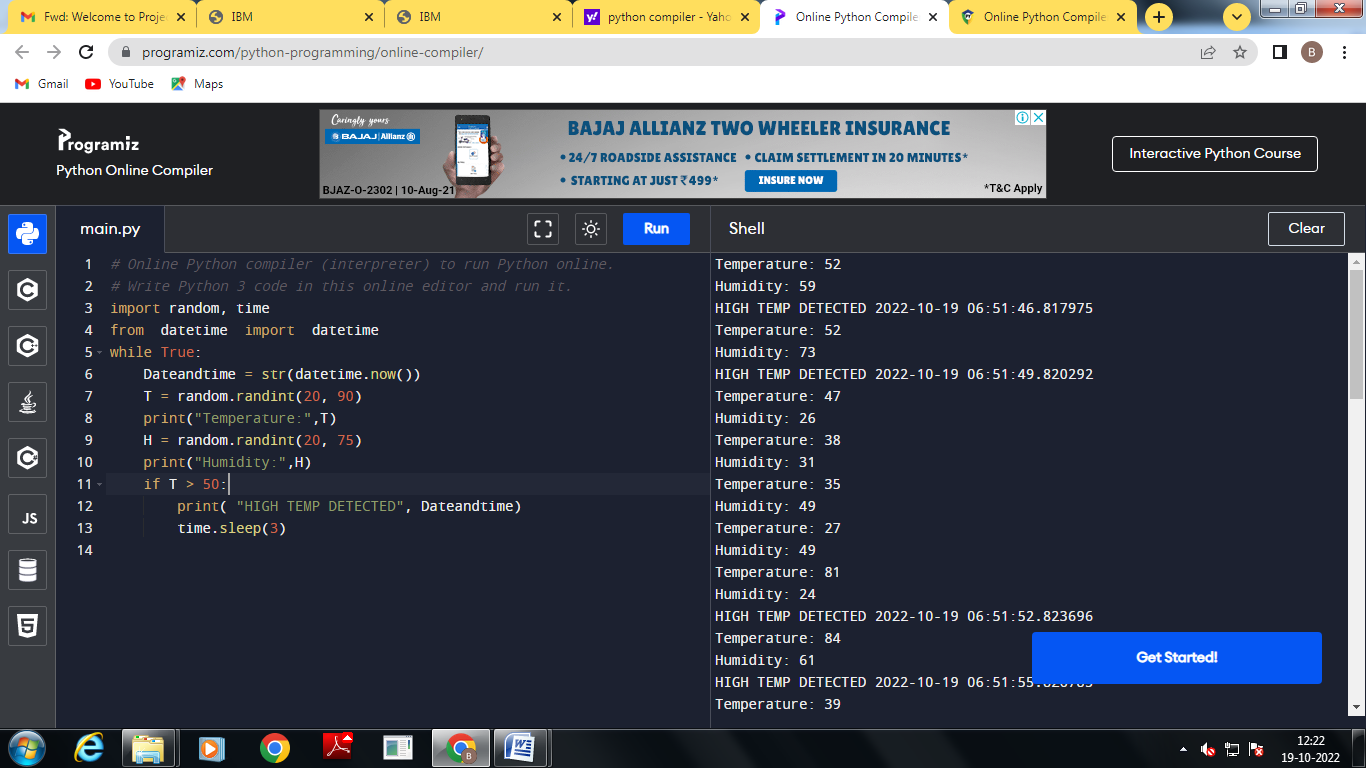 Fwd: Welcome to Proje
IBM
IBM
python compiler - Yaho
Online Python Compile
Online Python Compile
programiz.com/python-programming/online-compiler/
B
Gmail
YouTube
Maps
Programiz
Python Online Compiler
Caringly yours
BAJAJ Allianz
BJAZ-O-2302 | 10-Aug-21
BAJAJ ALLIANZ TWO WHEELER INSURANCE
• 24/7 ROADSIDE ASSISTANCE • CLAIM SETTLEMENT IN 20 MINUTES*
• STARTING AT JUST ₹499* INSURE NOW
*T&C Apply
Interactive Python Course
main.py
Run
Shell
Clear
1 # Online Python compiler (interpreter) to run Python online.
2 # Write Python 3 code in this online editor and run it.
3 import random, time
4 from  datetime  import  datetime
5 while True:
6     Dateandtime = str(datetime.now())
7     T = random.randint(20, 90)
8     print("Temperature:",T)
9     H = random.randint(20, 75)
10     print("Humidity:",H)
11     if T > 50:
12         print( "HIGH TEMP DETECTED", Dateandtime)
13         time.sleep(3)
14
JS
Temperature: 52
Humidity: 59
HIGH TEMP DETECTED 2022-10-19 06:51:46.817975
Temperature: 52
Humidity: 73
HIGH TEMP DETECTED 2022-10-19 06:51:49.820292
Temperature: 47
Humidity: 26
Temperature: 38
Humidity: 31
Temperature: 35
Humidity: 49
Temperature: 27
Humidity: 49
Temperature: 81
Humidity: 24
HIGH TEMP DETECTED 2022-10-19 06:51:52.823696
Temperature: 84
Humidity: 61
HIGH TEMP DETECTED 2022-10-19
Temperature: 39
Get Started!
12:22
19-10-2022